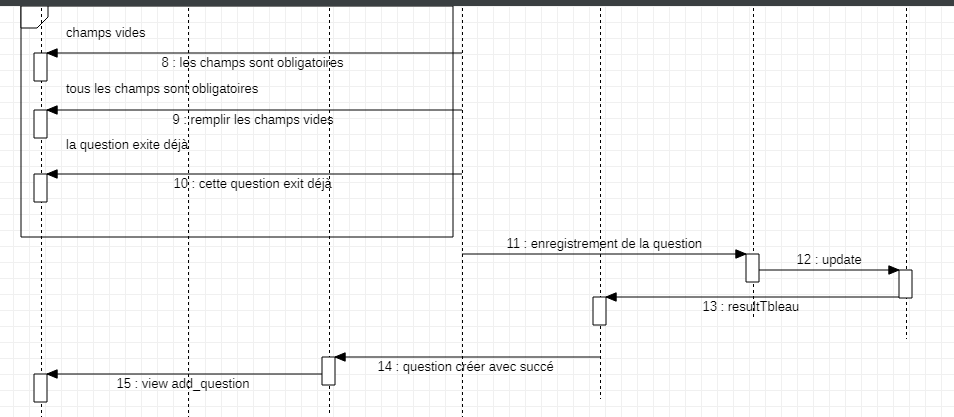 champs vides
8 : les champs sont obligatoires
tous les champs sont obligatoires
9 : remplir les champs vides
la question exite déjà
10 : cette question exit déjà
11 : enregistrement de la question
12 : update
13 : resultTbleau
14 : question créer avec succé
15 : view add_question